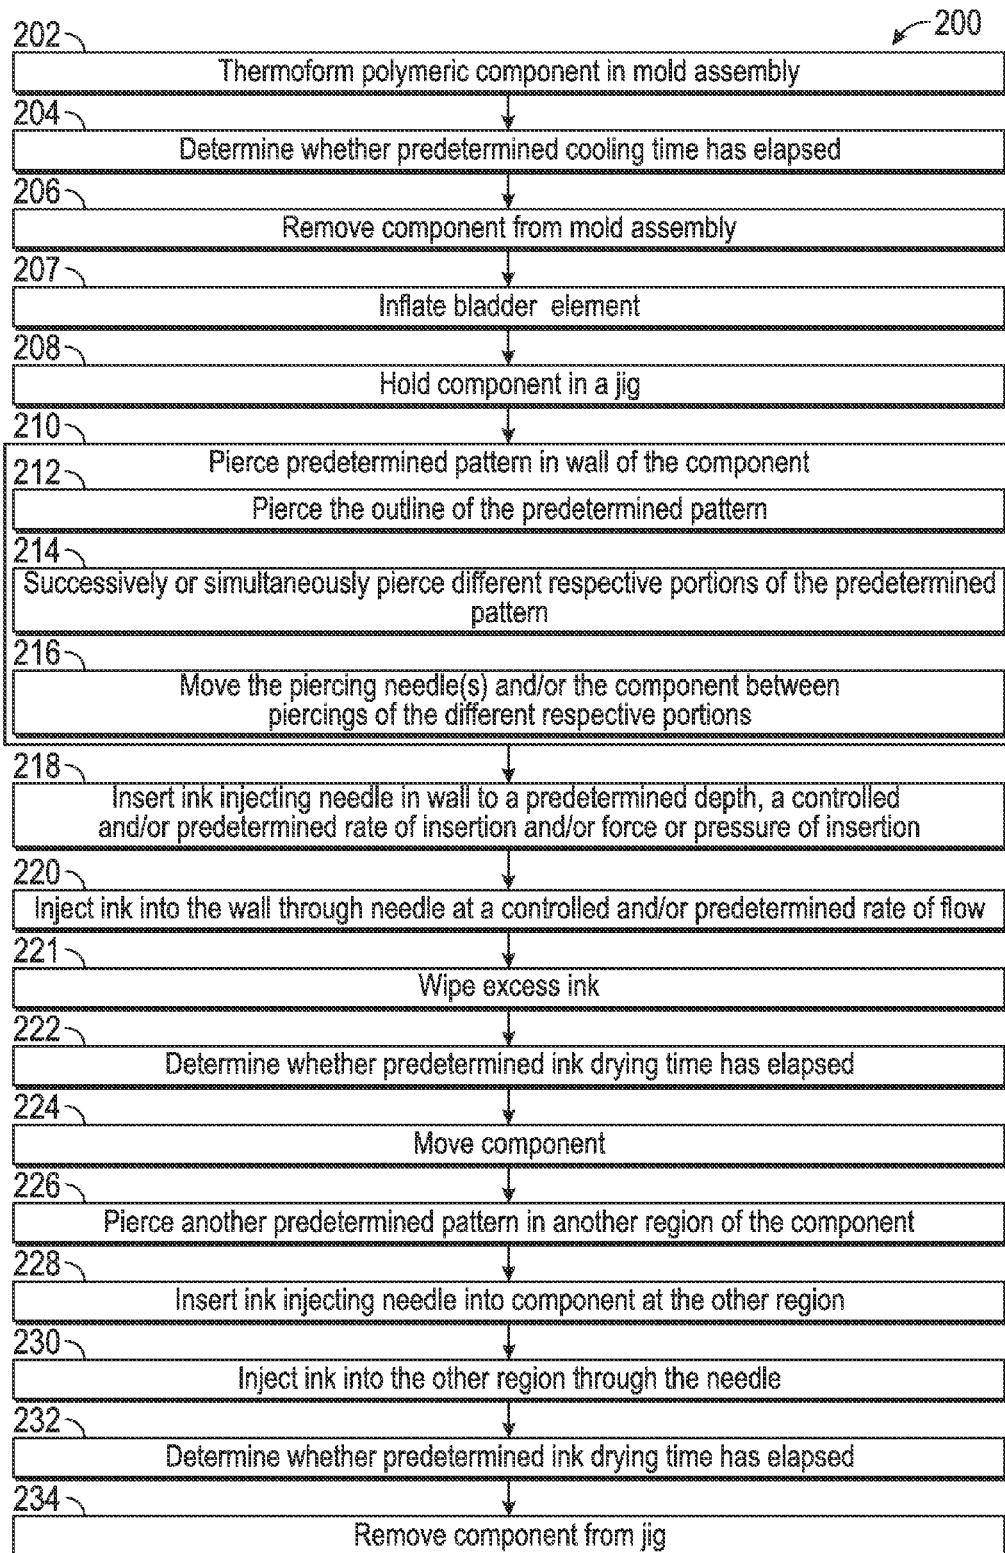 200
202
Thermoform polymeric component in mold assembly
204
Determine whether predetermined cooling time has elapsed
206
Remove component from mold assembly
207
Inflate bladder element
208
Hold component in a jig
210
Pierce predetermined pattern in wall of the component
212
Pierce the outline of the predetermined pattern
214
Successively or simultaneously pierce different respective portions of the predetermined
pattern
216
Move the piercing needle(s) and/or the component between
piercings of the different respective portions
218
Insert ink injecting needle in wall to a predetermined depth, a controlled
and/or predetermined rate of insertion and/or force or pressure of insertion
220
Inject ink into the wall through needle at a controlled and/or predetermined rate of flow
221
Wipe excess ink
222
Determine whether predetermined ink drying time has elapsed
224
Move component
226
Pierce another predetermined pattern in another region of the component
228
Insert ink injecting needle into component at the other region
230
Inject ink into the other region through the needle
232
Determine whether predetermined ink drying time has elapsed
234
Remove component from jig